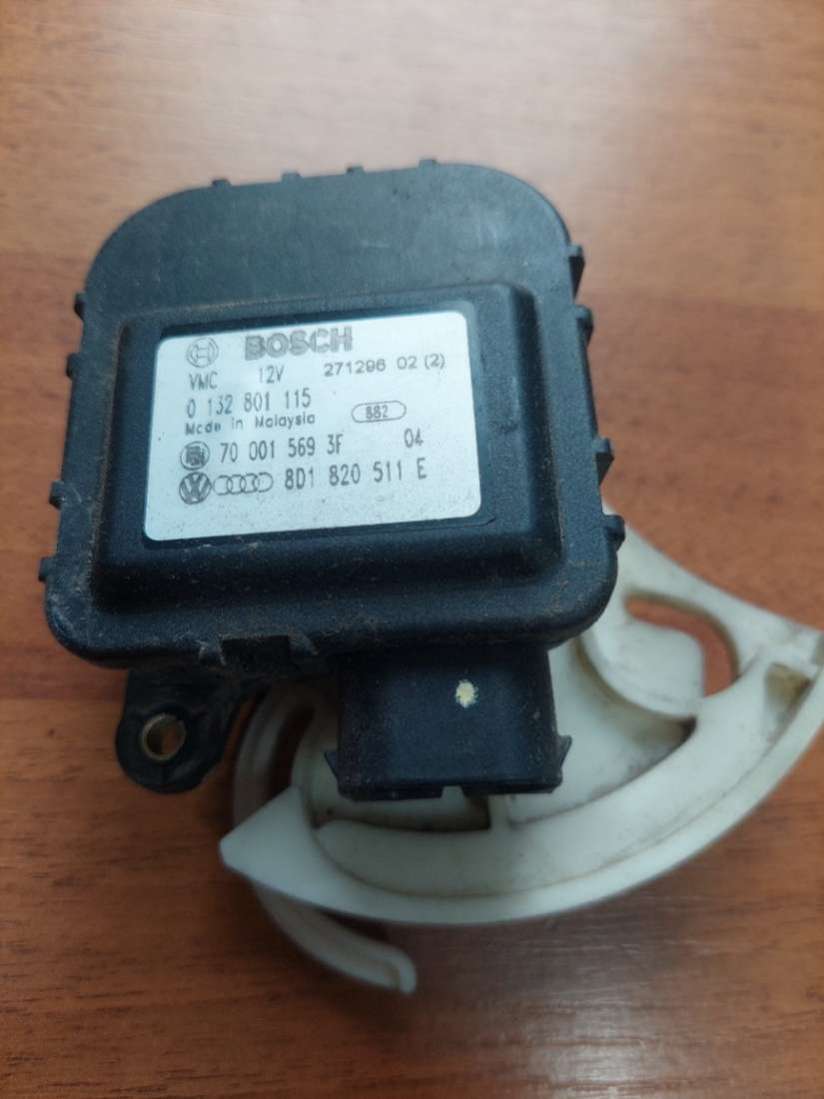 BOSCH
VMC 12V 271296 02 (2)
0 132 801 115
Made in Malaysia 882
70 001 569 3F 04
8D1 820 511 E